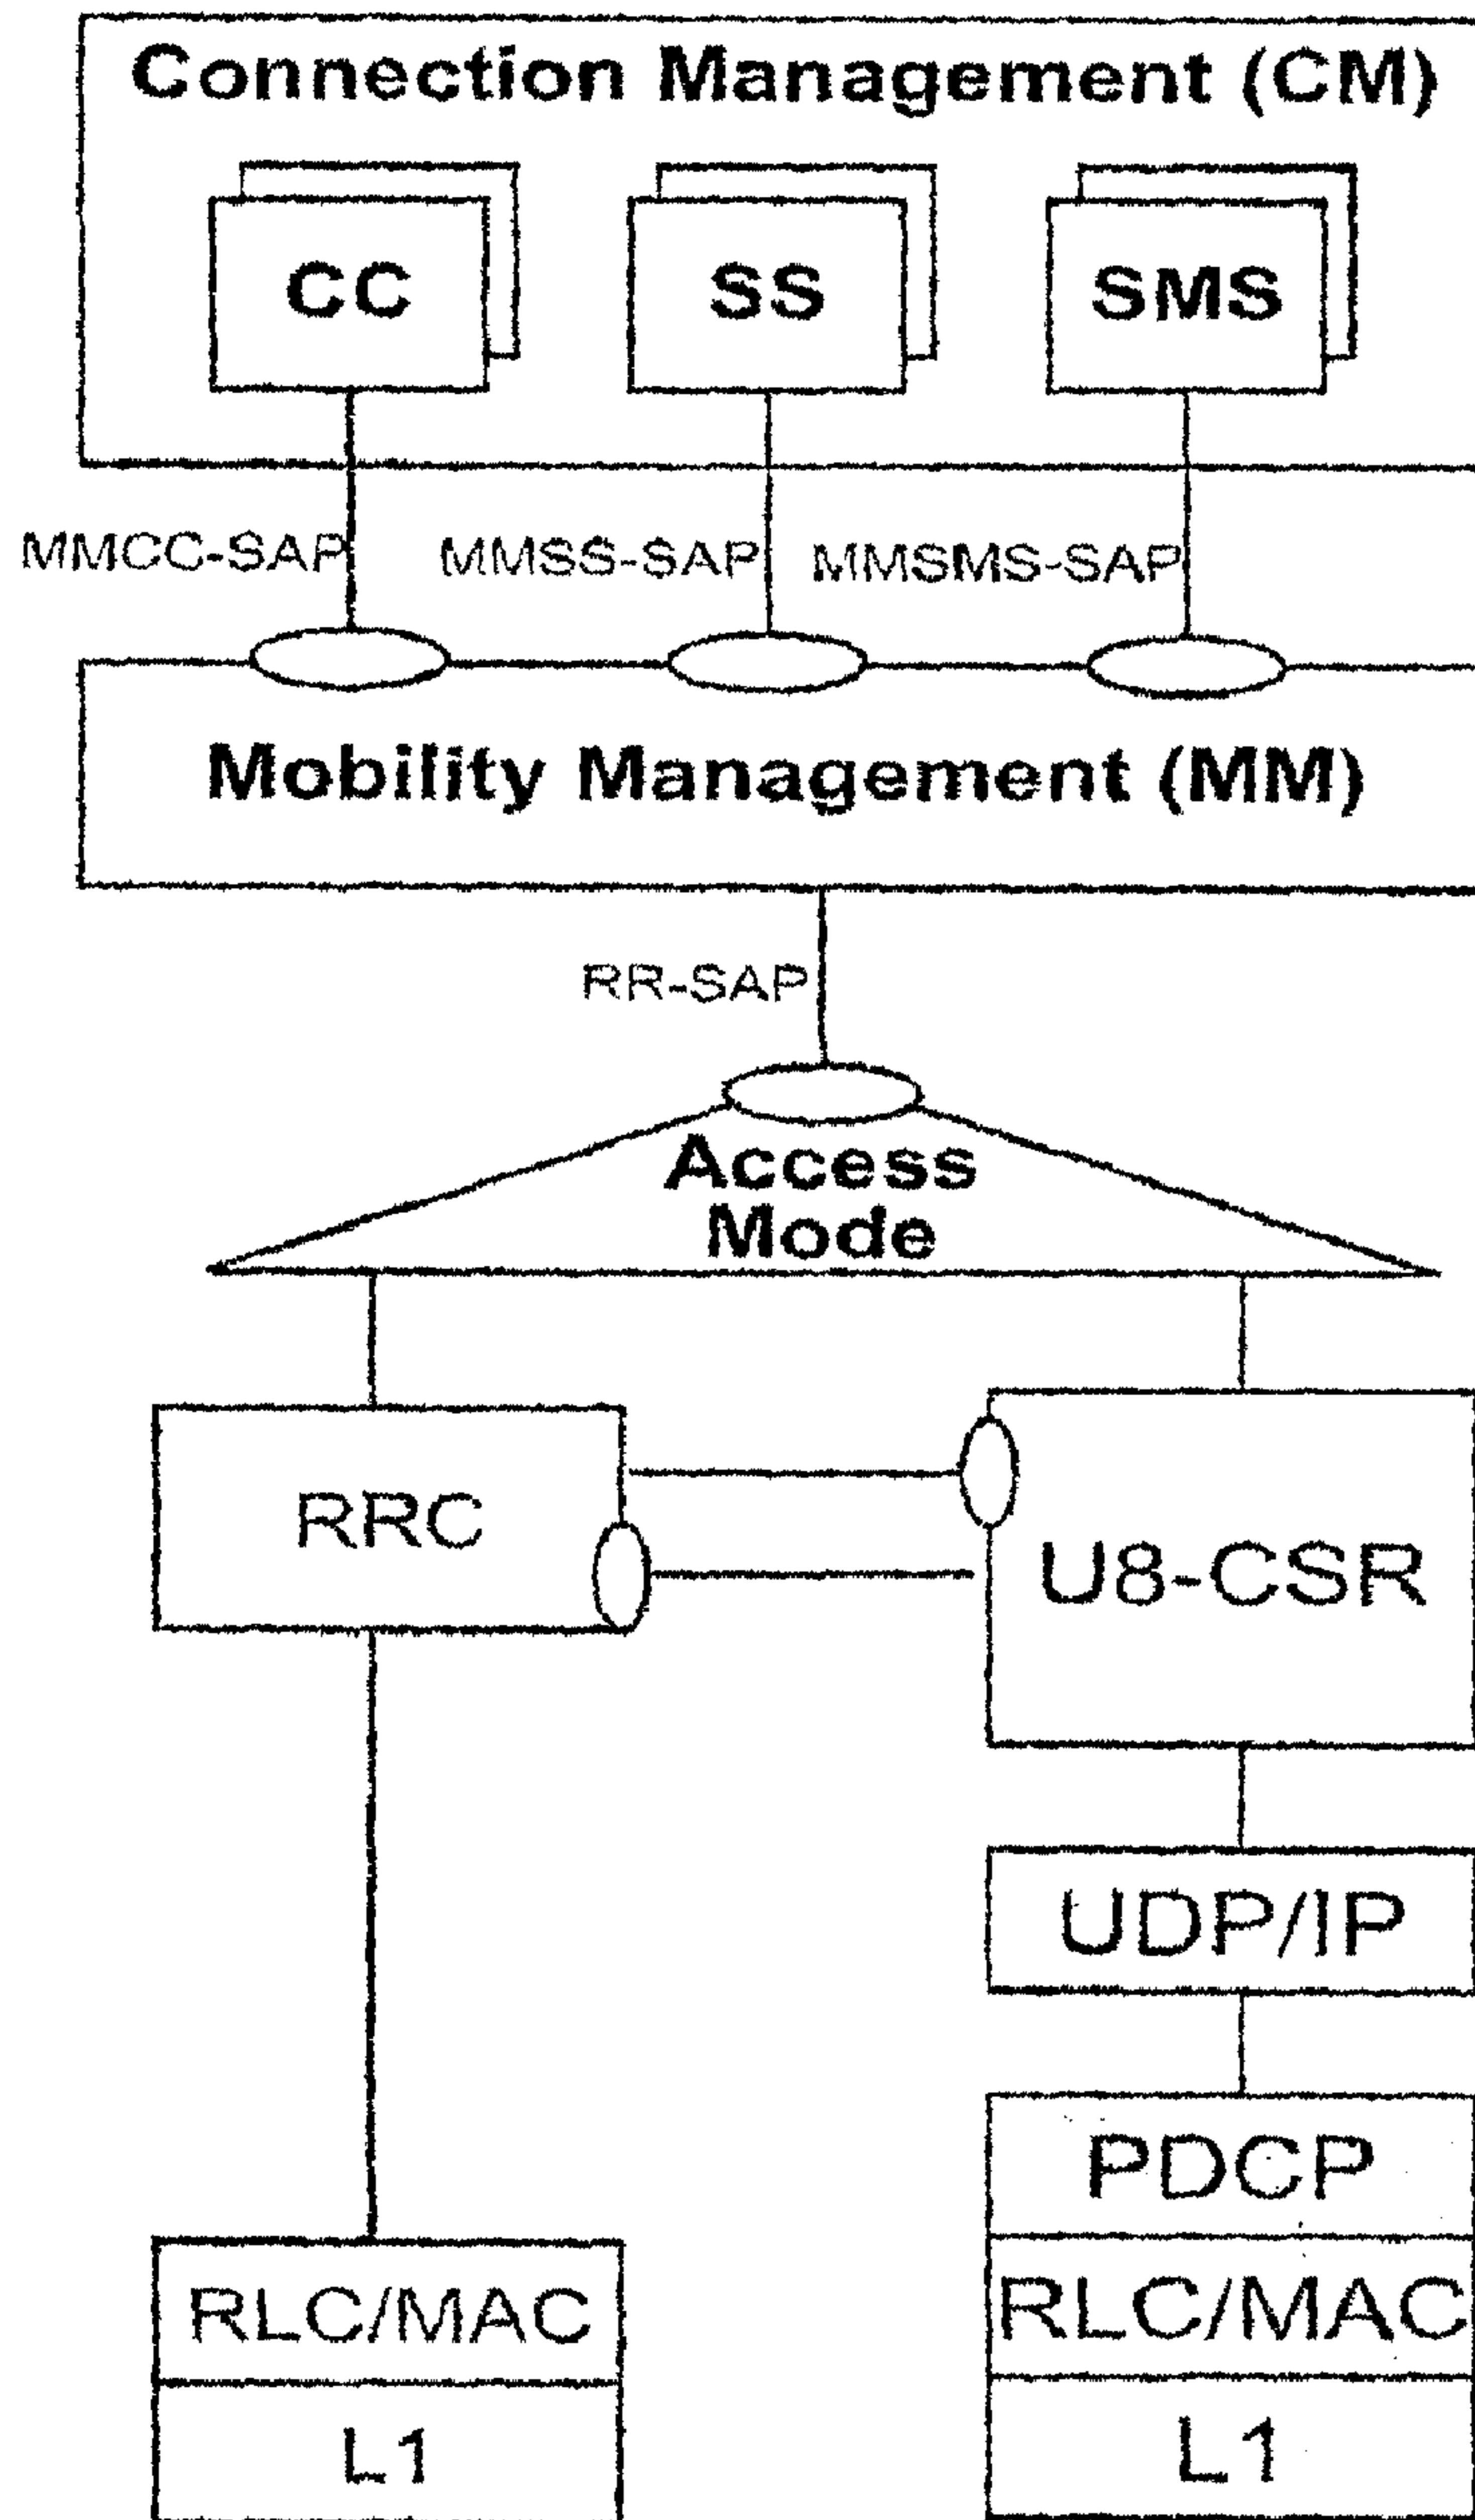 Connection Management (CM)
CC
SS
SMS
MMCC-SAP
MMSS-SAP
MMSMS-SAP
Mobility Management (MM)
RR-SAP
Access
Mode
RRC
U8-CSR
UDP/IP
PDCP
RLC/MAC
RLC/MAC
L1
L1